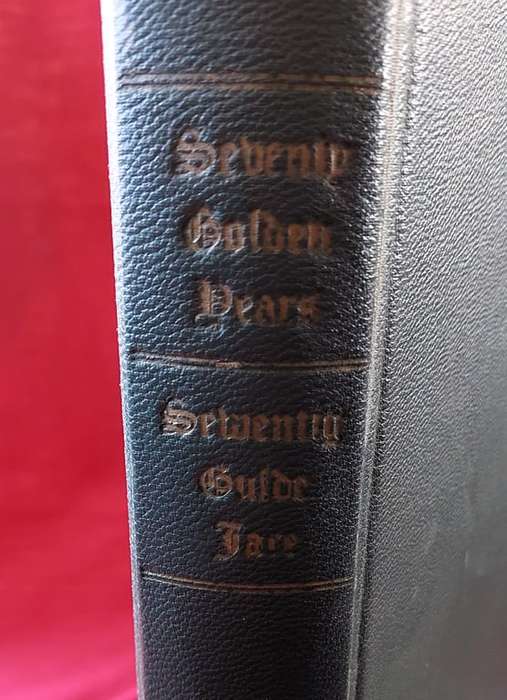 Seventy
Golden
Years
Sewentig
Gulde
Jare